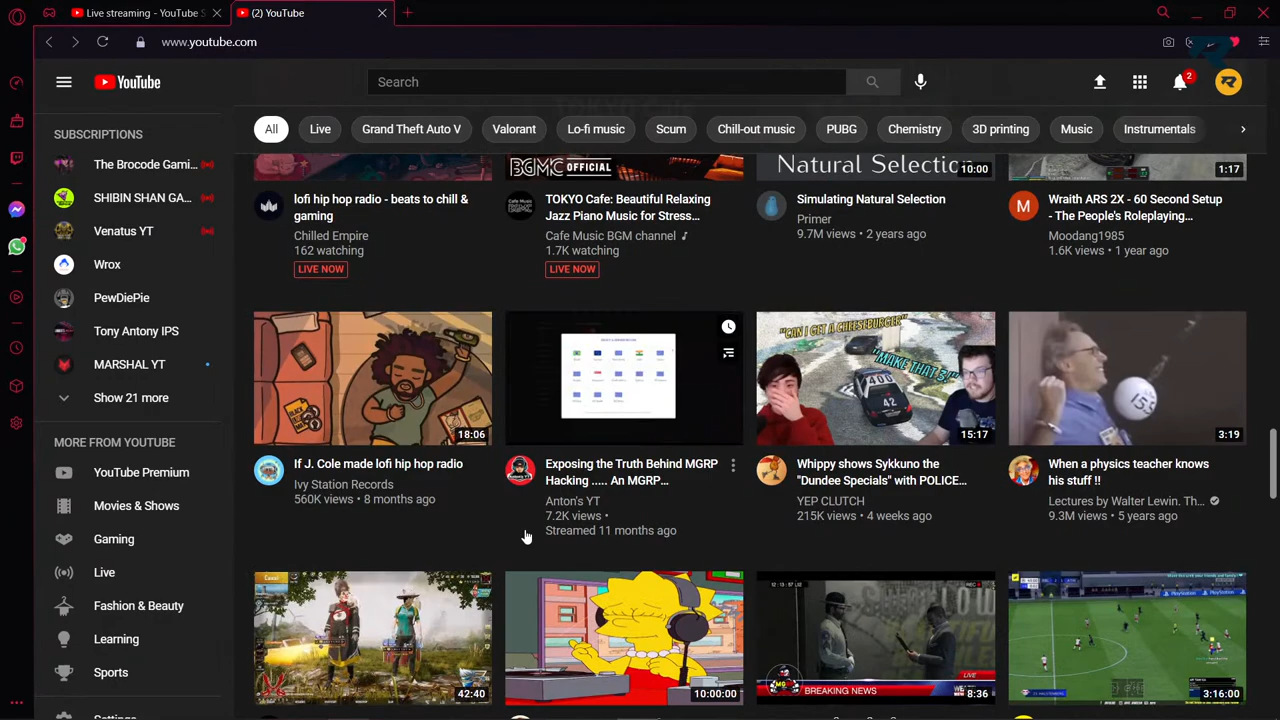 Live streaming - YouTube S
(2) YouTube
www.youtube.com
YouTube
Search
2
SUBSCRIPTIONS
The Brocode Gami...
SHIBIN SHAN GA...
Venatus YT
Wrox
PewDiePie
Tony Antony IPS
MARSHAL YT
Show 21 more
MORE FROM YOUTUBE
YouTube Premium
Movies & Shows
Gaming
Live
Fashion & Beauty
Learning
Sports
All
Live
Grand Theft Auto V
Valorant
Lo-fi music
Scum
Chill-out music
PUBG
Chemistry
3D printing
Music
Instrumentals
lofi hip hop radio - beats to chill &
gaming
Chilled Empire
162 watching
LIVE NOW
BGMC OFFICIAL
TOKYO Cafe: Beautiful Relaxing
Jazz Piano Music for Stress...
Cafe Music BGM channel
1.7K watching
LIVE NOW
Natural Selection
10:00
Simulating Natural Selection
Primer
9.7M views • 2 years ago
1:17
M
Wraith ARS 2X - 60 Second Setup
- The People's Roleplaying...
Moodang1985
1.6K views • 1 year ago
18:06
If J. Cole made lofi hip hop radio
Ivy Station Records
560K views • 8 months ago
Exposing the Truth Behind MGRP
Hacking ..... An MGRP...
Anton's YT
7.2K views •
Streamed 11 months ago
"CAN I GET A CHEESEBURGER"
"MAKE THAT 3!"
400
42
15:17
Whippy shows Sykkuno the
"Dundee Specials" with POLICE...
YEP CLUTCH
215K views • 4 weeks ago
3:19
When a physics teacher knows
his stuff !!
Lectures by Walter Lewin. Th...
9.3M views • 5 years ago
42:40
10:00:00
LIVE
BREAKING NEWS
8:36
PlayStation
3:16:00